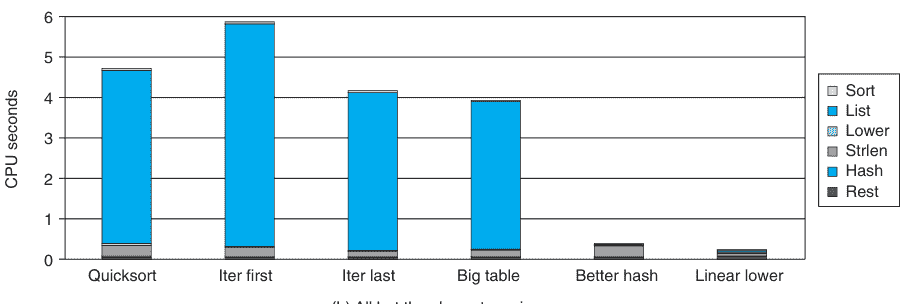 6
5
4
3
2
1
0
CPU seconds
Quicksort Iter first Iter last Big table Better hash Linear lower
Sort
List
Lower
Strlen
Hash
Rest